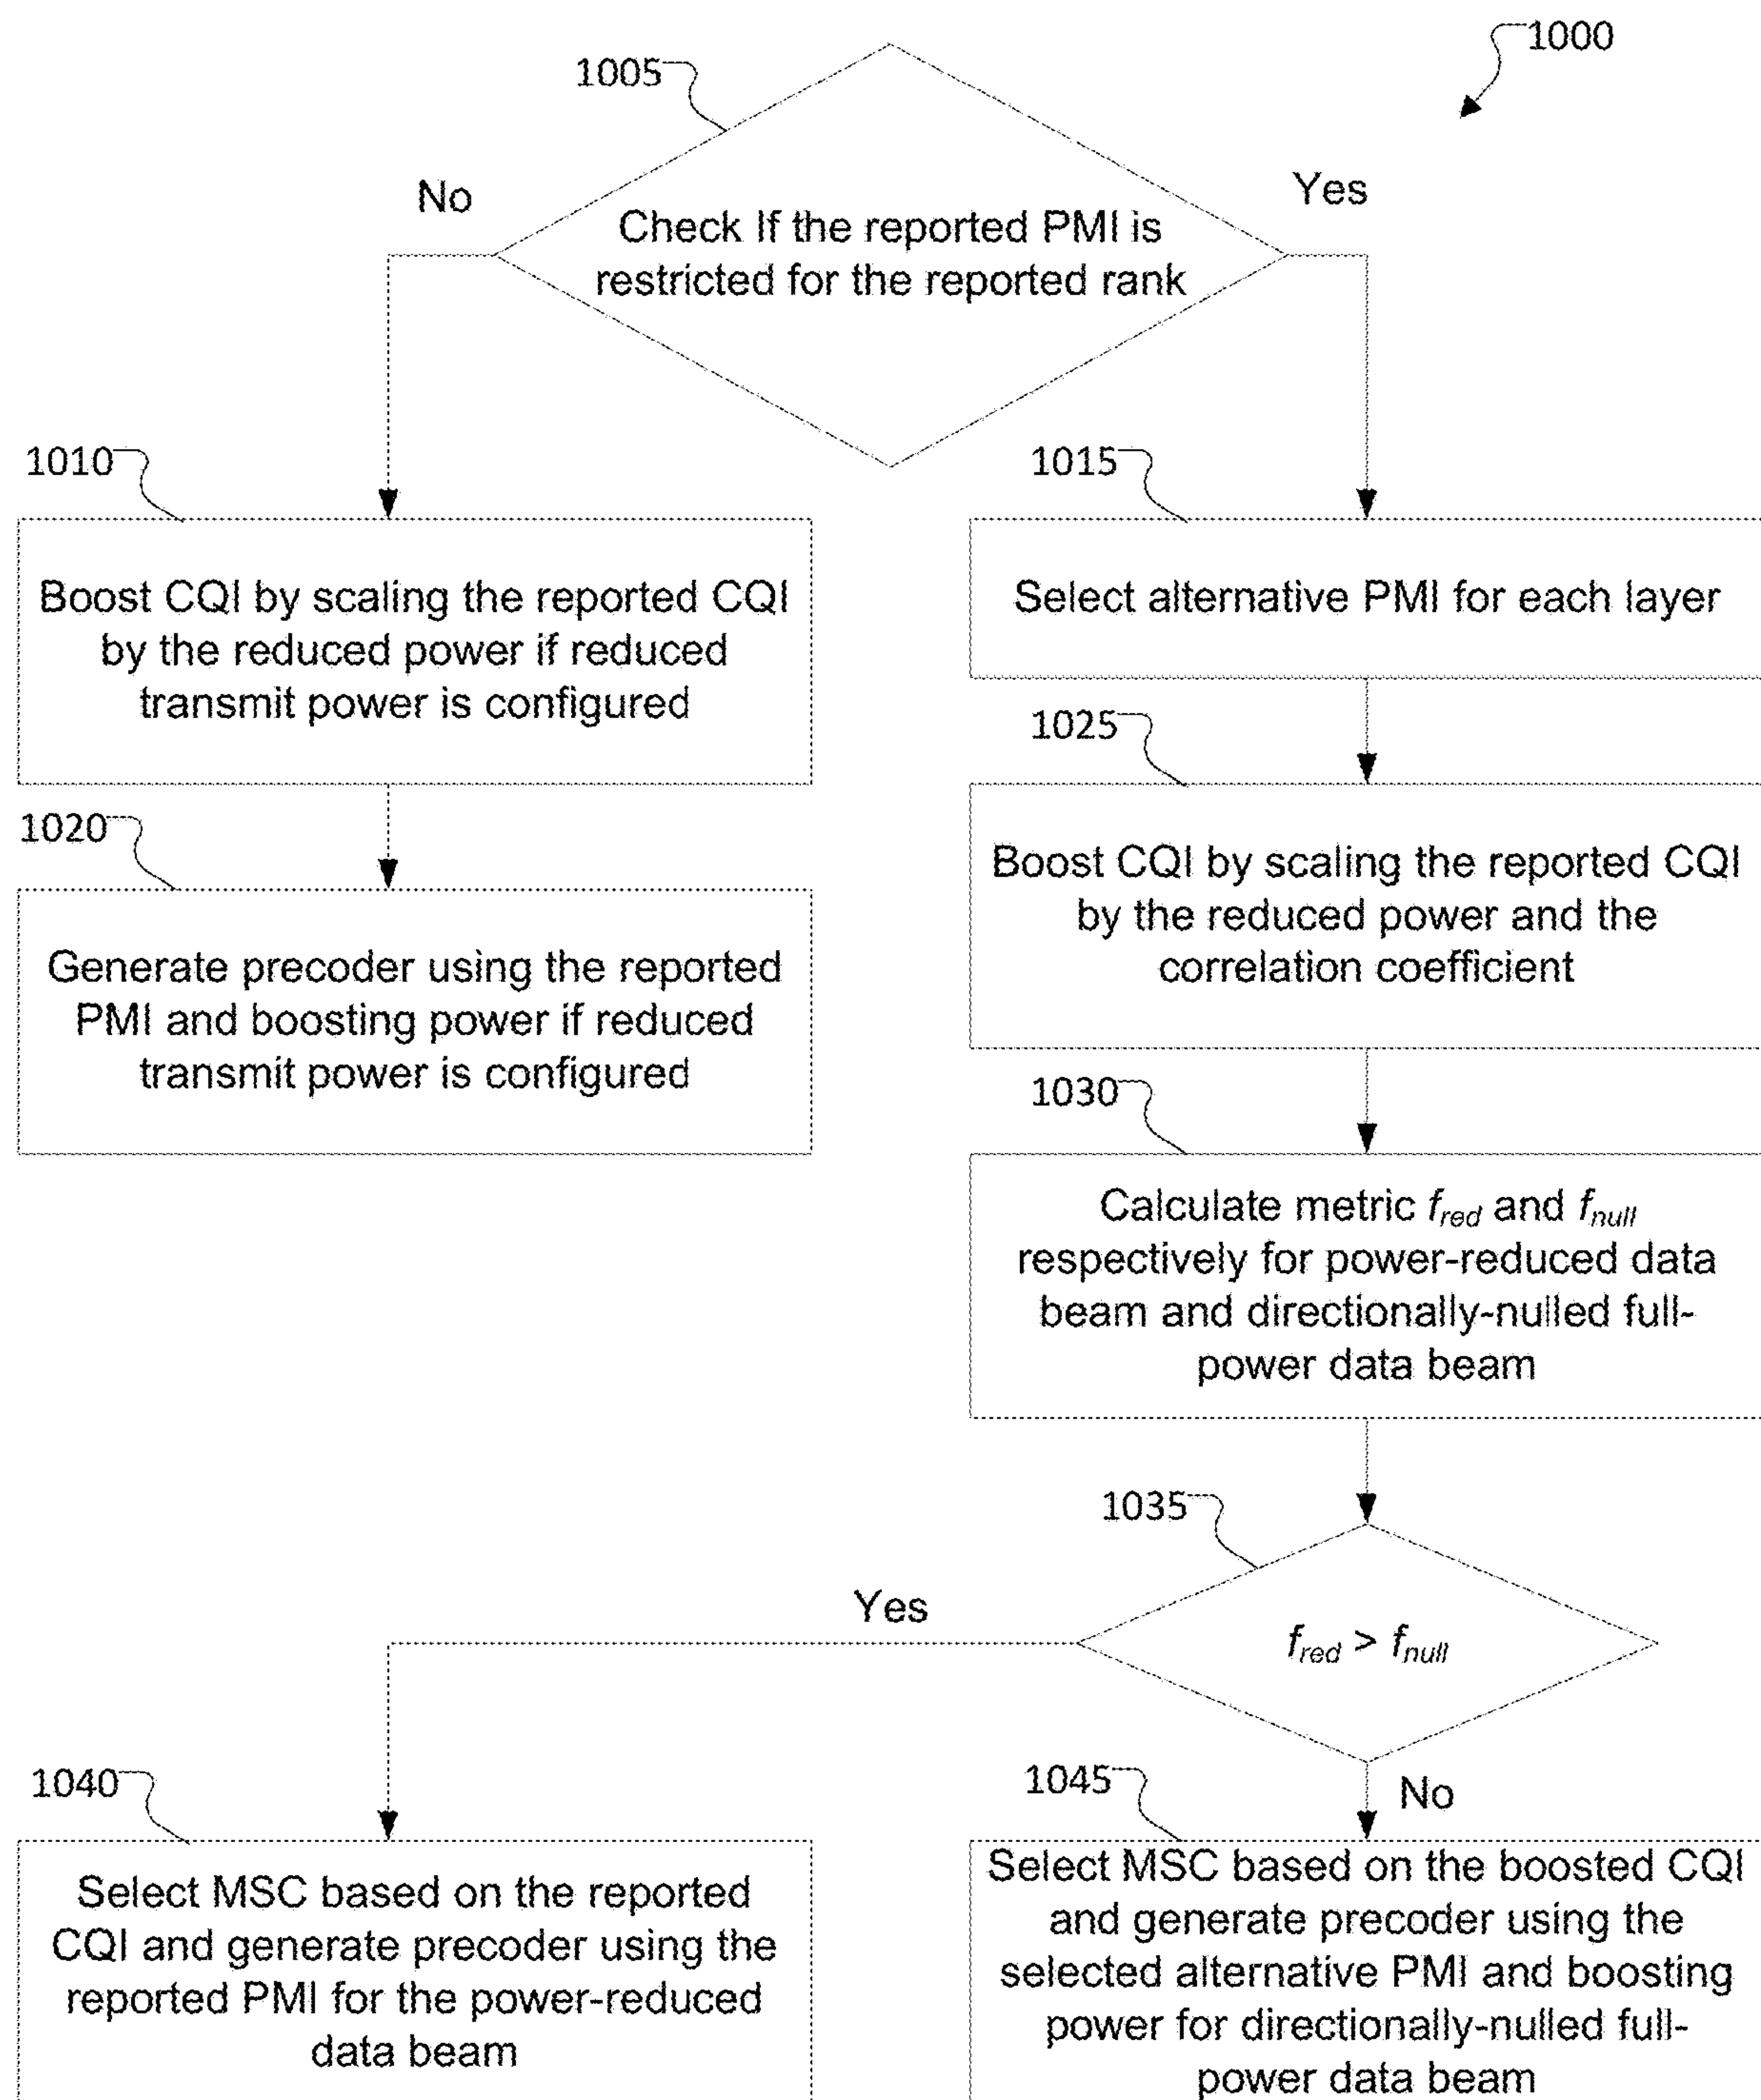 1000
1005
No
Yes
Check If the reported PMI is
restricted for the reported rank
1010
1015
Boost CQI by scaling the reported CQI
by the reduced power if reduced
transmit power is configured
Select alternative PMI for each layer
1025
1020
Boost CQI by scaling the reported CQI
by the reduced power and the
correlation coefficient
Generate precoder using the reported
PMI and boosting power if reduced
transmit power is configured
1030
Calculate metric fred and fnull
respectively for power-reduced data
beam and directionally-nulled full-
power data beam
1035
Yes
fred > fnull
1040
1045
No
Select MSC based on the reported
CQI and generate precoder using the
reported PMI for the power-reduced
data beam
Select MSC based on the boosted CQI
and generate precoder using the
selected alternative PMI and boosting
power for directionally-nulled full-
power data beam